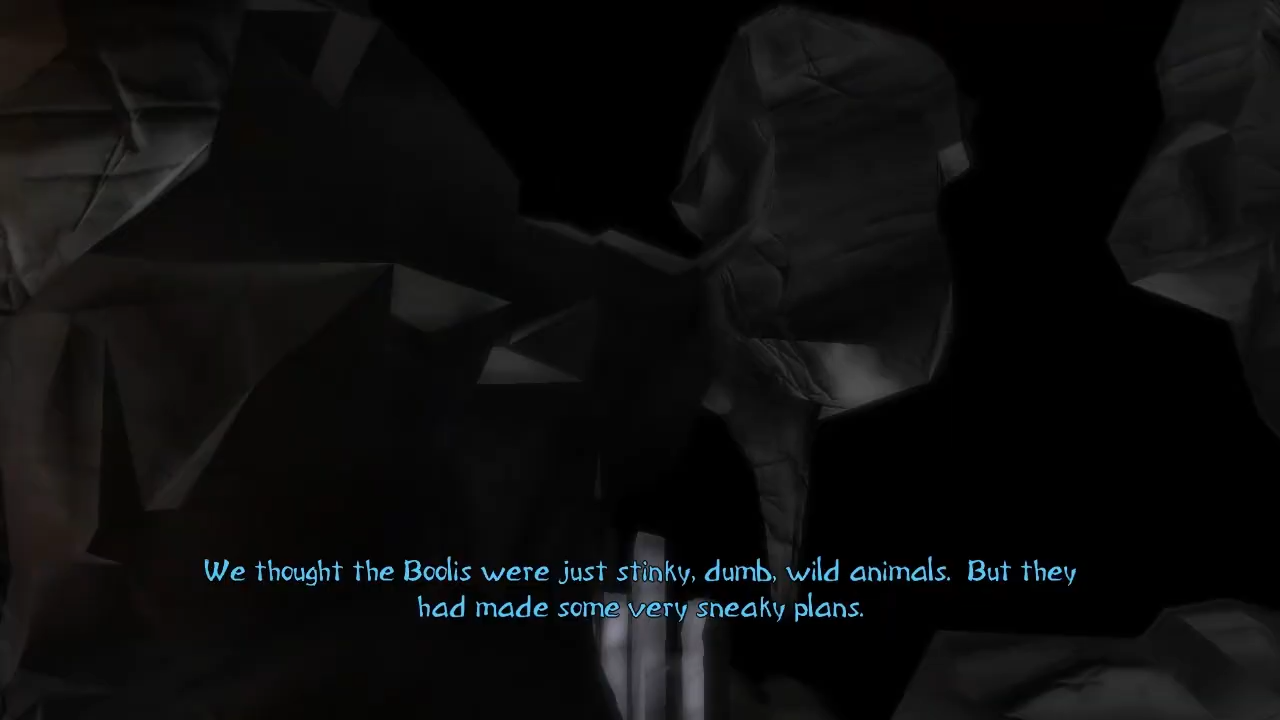 We thought the Boolis were just stinky, dumb, wild animals.  But they
had made some very sneaky plans.